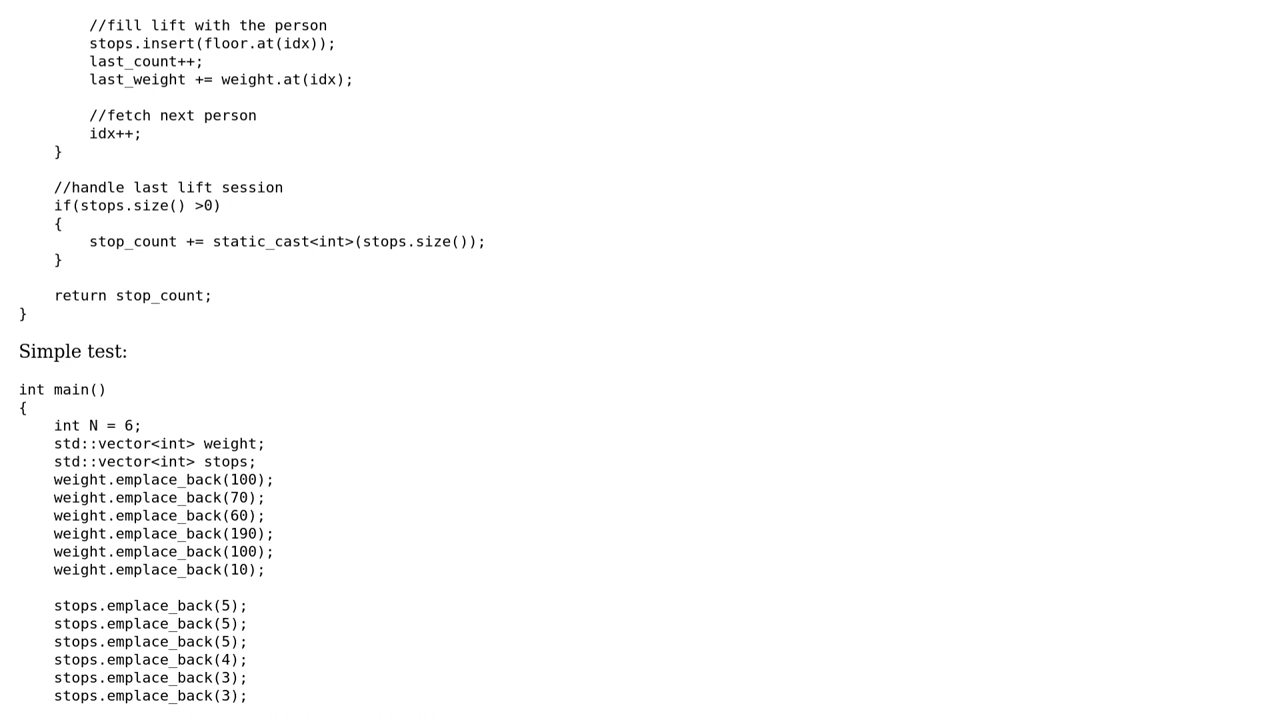 //fill lift with the person
stops.insert(floor.at(idx));
last_count++;
last_weight += weight.at(idx);
//fetch next person
idx++;
}
//handle last lift session
if(stops.size() >0)
{
stop_count += static_cast<int>(stops.size());
}
return stop_count;
}
Simple test:
int main()
{
int N = 6;
std::vector<int> weight;
std::vector<int> stops;
weight.emplace_back(100);
weight.emplace_back(70);
weight.emplace_back(60);
weight.emplace_back(190);
weight.emplace_back(100);
weight.emplace_back(10);
stops.emplace_back(5);
stops.emplace_back(5);
stops.emplace_back(5);
stops.emplace_back(4);
stops.emplace_back(3);
stops.emplace_back(3);